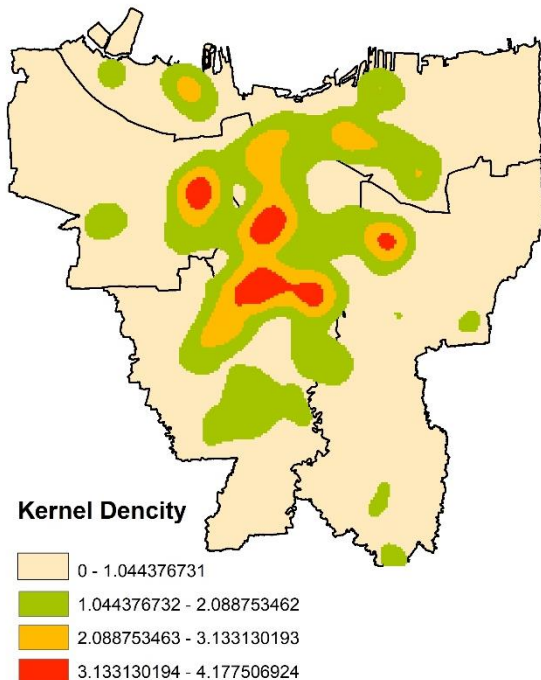 Kernel Dencity
0 - 1.044376731
1.044376732 - 2.088753462
2.088753463 - 3.133130193
3.133130194 - 4.177506924